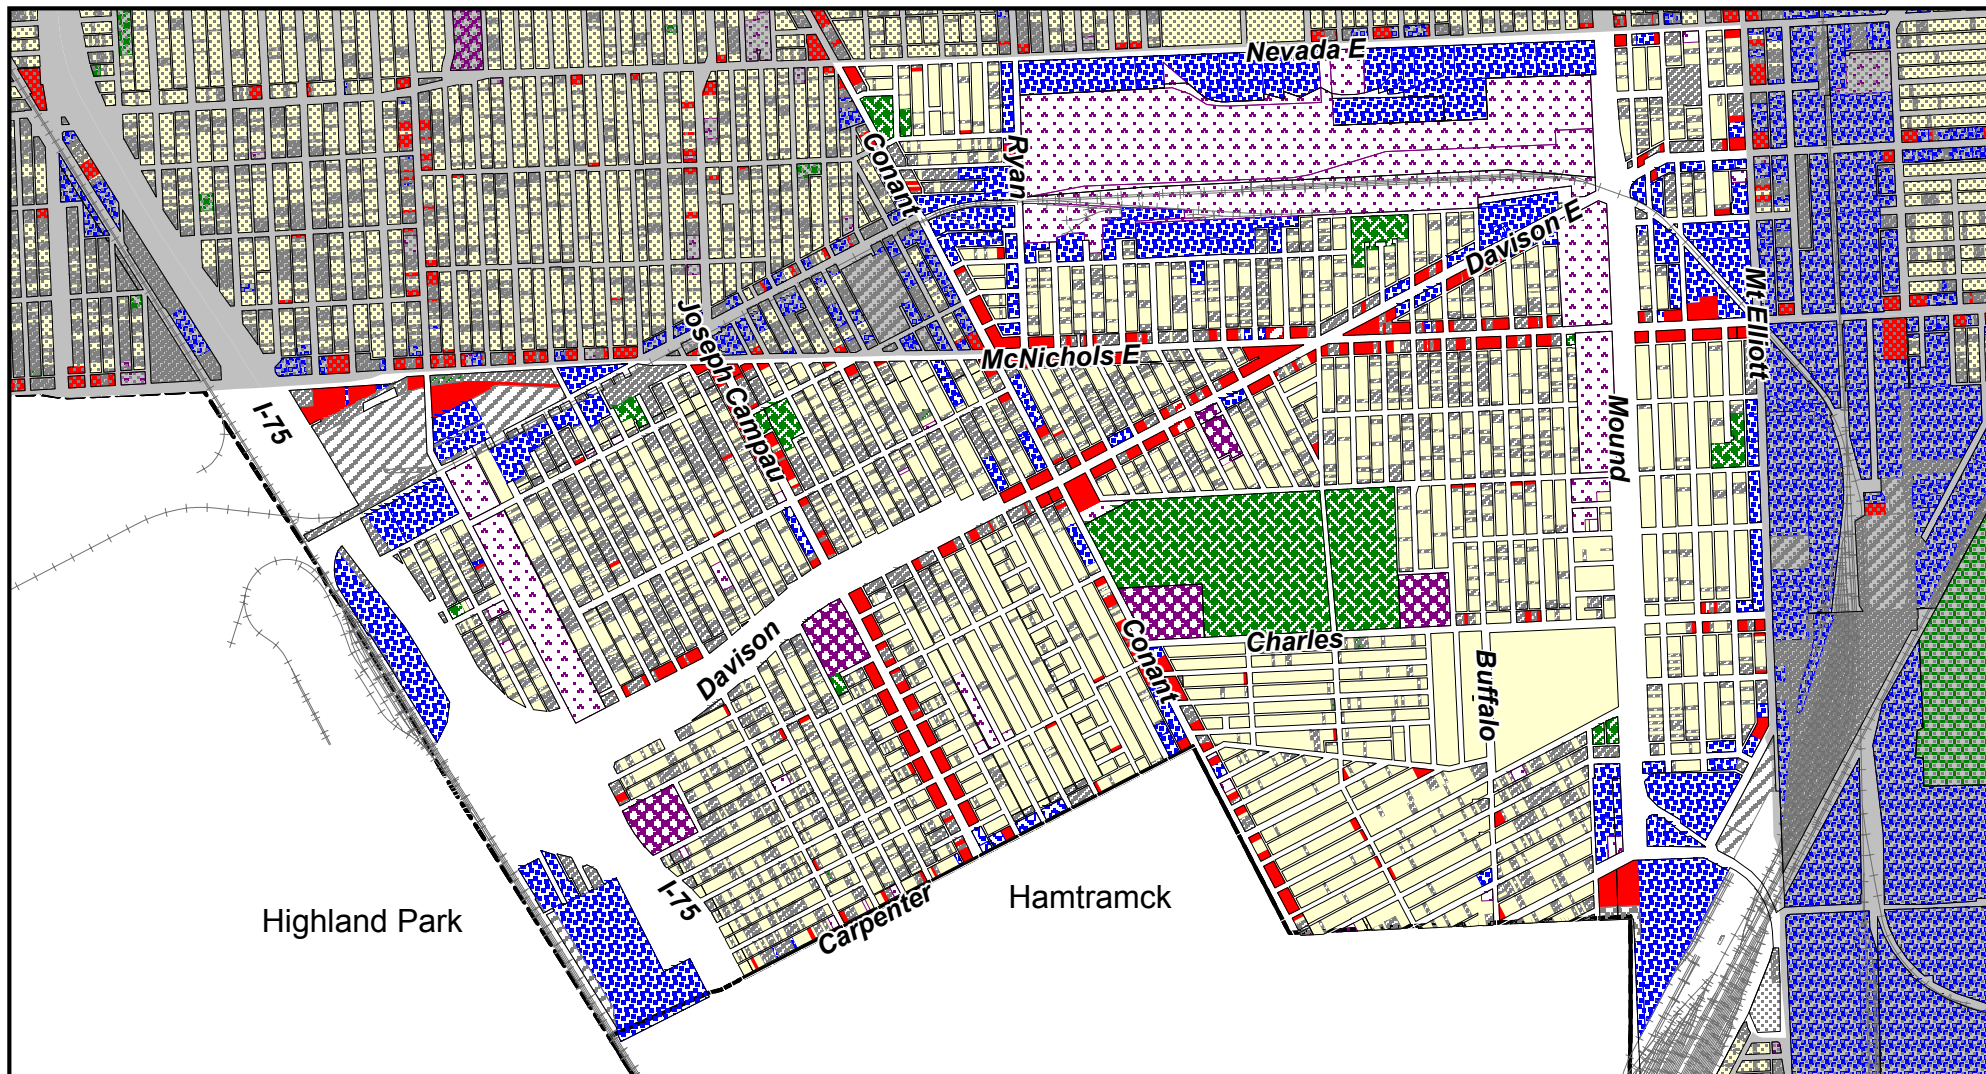 Nevada E
Conant
Ryan
Davison E
Mt Elliott
Joseph Campau
McNichols E
I-75
Mound
Davison
Charles
Conant
Buffalo
I-75
Carpenter
Highland Park
Hamtramck